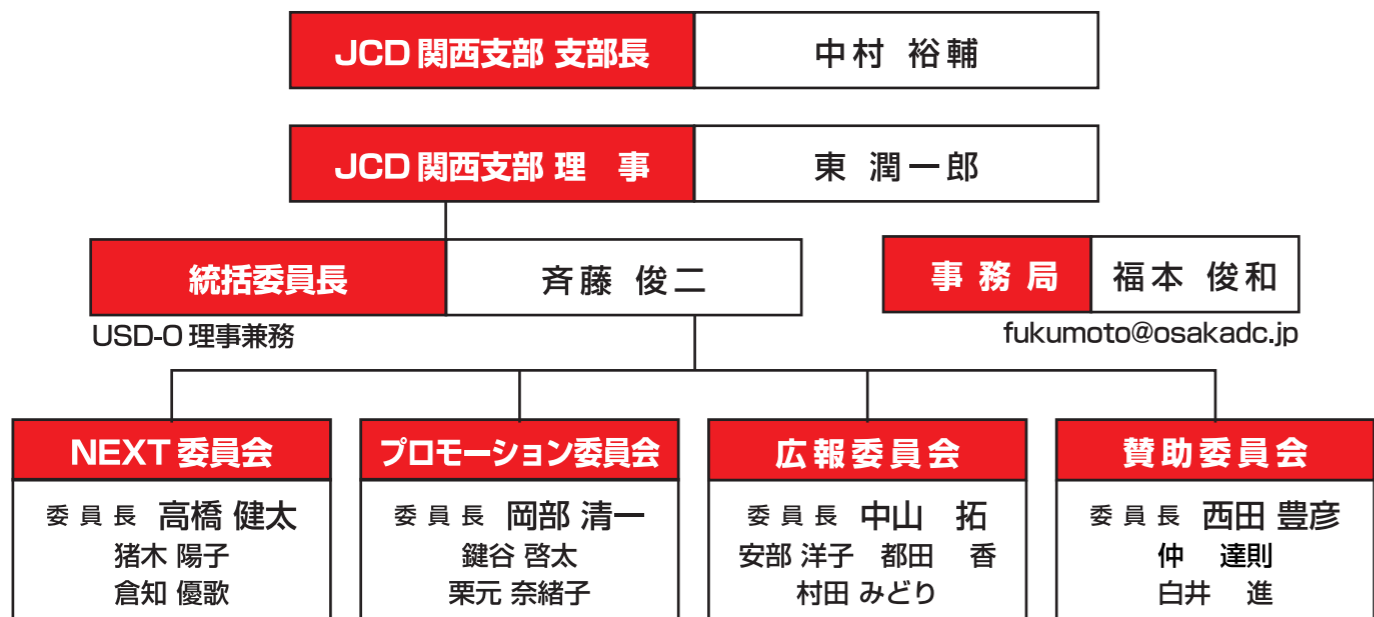 JCD 関西支部 支部長 中村 裕輔
JCD 関西支部 理　事 東 潤一郎
統括委員長 斉藤 俊二
USD-O 理事兼務
事務局 福本 俊和
fukumoto@osakadc.jp
NEXT 委員会
委員長 高橋 健太
猪木 陽子
倉知 優歌
プロモーション委員会
委員長 岡部 清一
鍵谷 啓太
栗元 奈緒子
広報委員会
委員長 中山　拓
安部 洋子　都田　香
村田 みどり
賛助委員会
委員長 西田 豊彦
仲　達則
白井　進